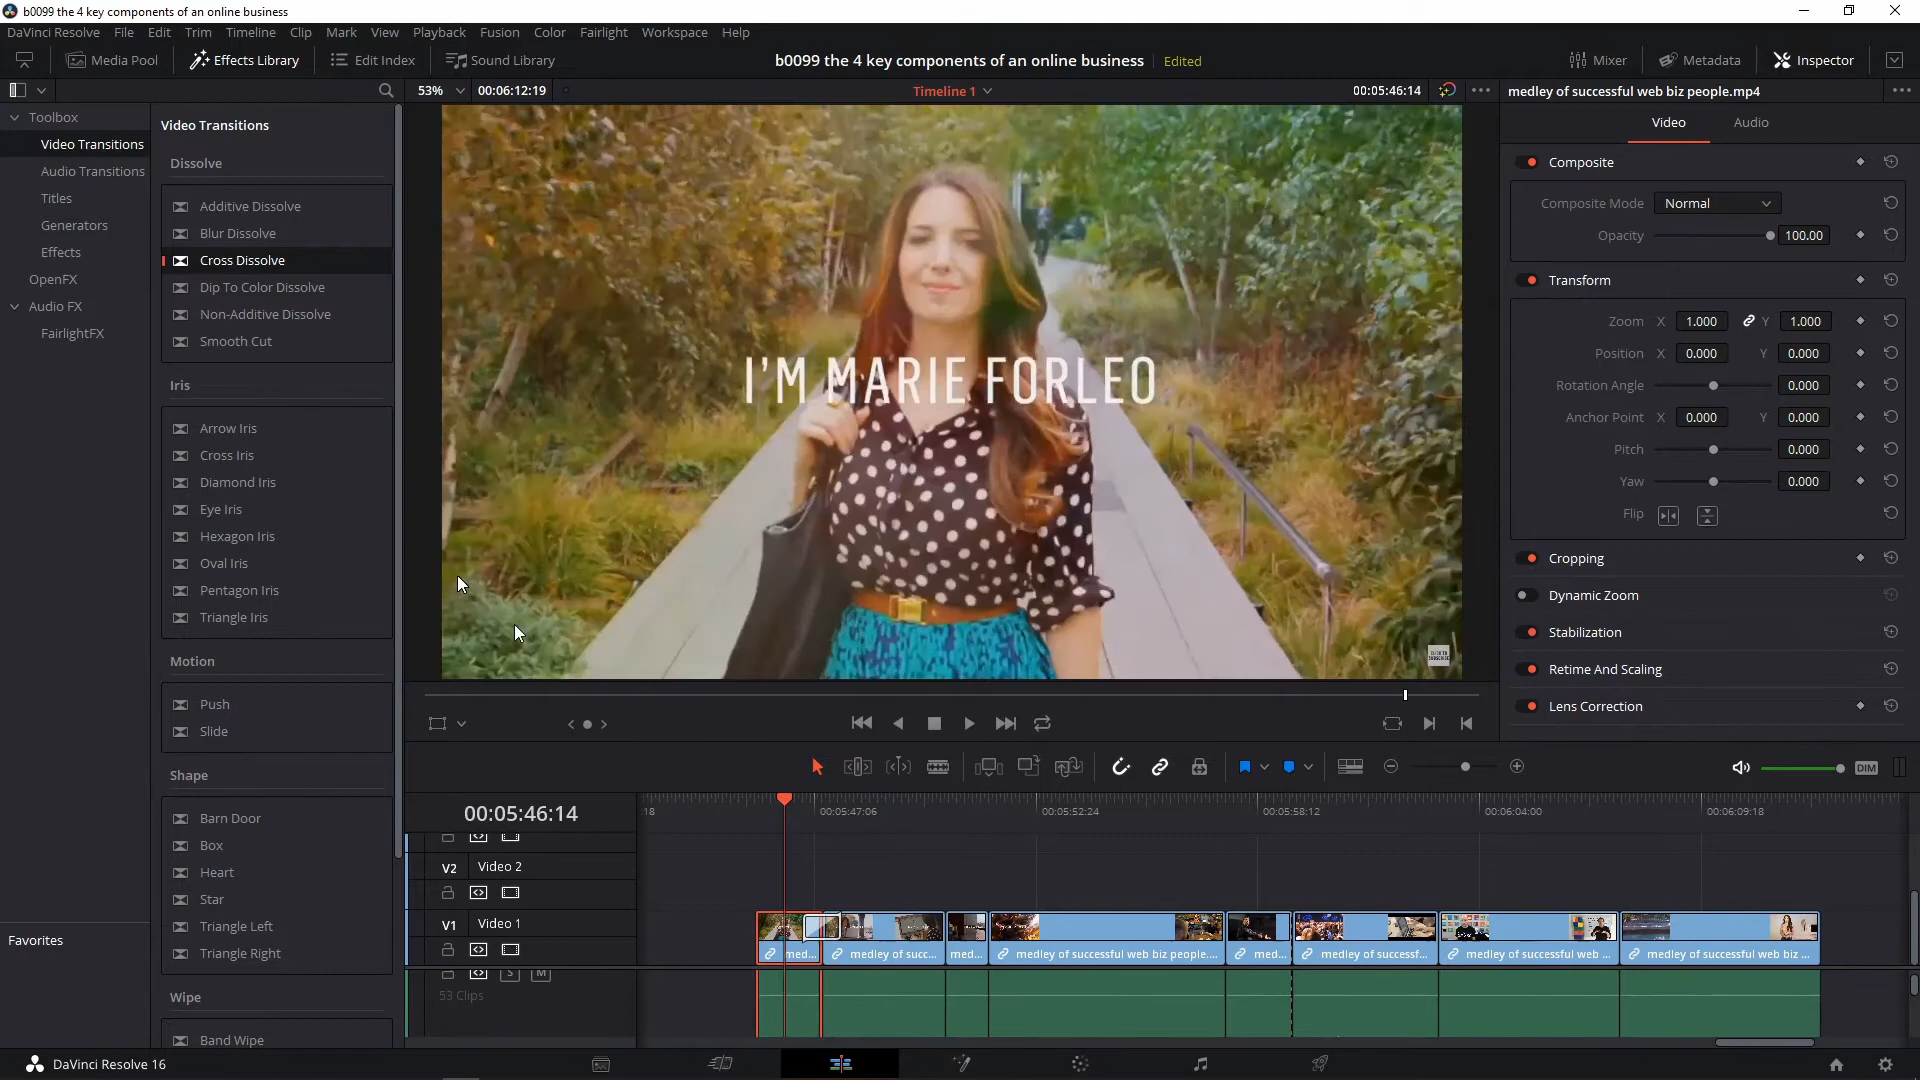 b0099 the 4 key components of an online business
DaVinci Resolve File Edit Trim Timeline Clip Mark View Playback Fusion Color Fairlight Workspace Help
Media Pool Effects Library Edit Index Sound Library
b0099 the 4 key components of an online business Edited
Mixer Metadata Inspector
53% 00:06:12:19 Timeline 1 00:05:46:14
medley of successful web biz people.mp4
Toolbox
Video Transitions
Audio Transitions
Titles
Generators
Effects
OpenFX
Audio FX
FairlightFX
Favorites
Video Transitions
Dissolve
Additive Dissolve
Blur Dissolve
Cross Dissolve
Dip To Color Dissolve
Non-Additive Dissolve
Smooth Cut
Iris
Arrow Iris
Cross Iris
Diamond Iris
Eye Iris
Hexagon Iris
Oval Iris
Pentagon Iris
Triangle Iris
Motion
Push
Slide
Shape
Barn Door
Box
Heart
Star
Triangle Left
Triangle Right
Wipe
Band Wipe
I'M MARIE FORLEO
Video Audio
Composite
Composite Mode Normal
Opacity 100.00
Transform
Zoom X 1.000 Y 1.000
Position X 0.000 Y 0.000
Rotation Angle 0.000
Anchor Point X 0.000 Y 0.000
Pitch 0.000
Yaw 0.000
Flip
Cropping
Dynamic Zoom
Stabilization
Retime And Scaling
Lens Correction
DIM
00:05:46:14
:18 00:05:47:06 00:05:52:24 00:05:58:12 00:06:04:00 00:06:09:18
V2 Video 2
V1 Video 1
med... medley of succ... med... medley of successful web biz people.... med... medley of successf... medley of successful web ... medley of successful web biz ...
S M
53 Clips
DaVinci Resolve 16